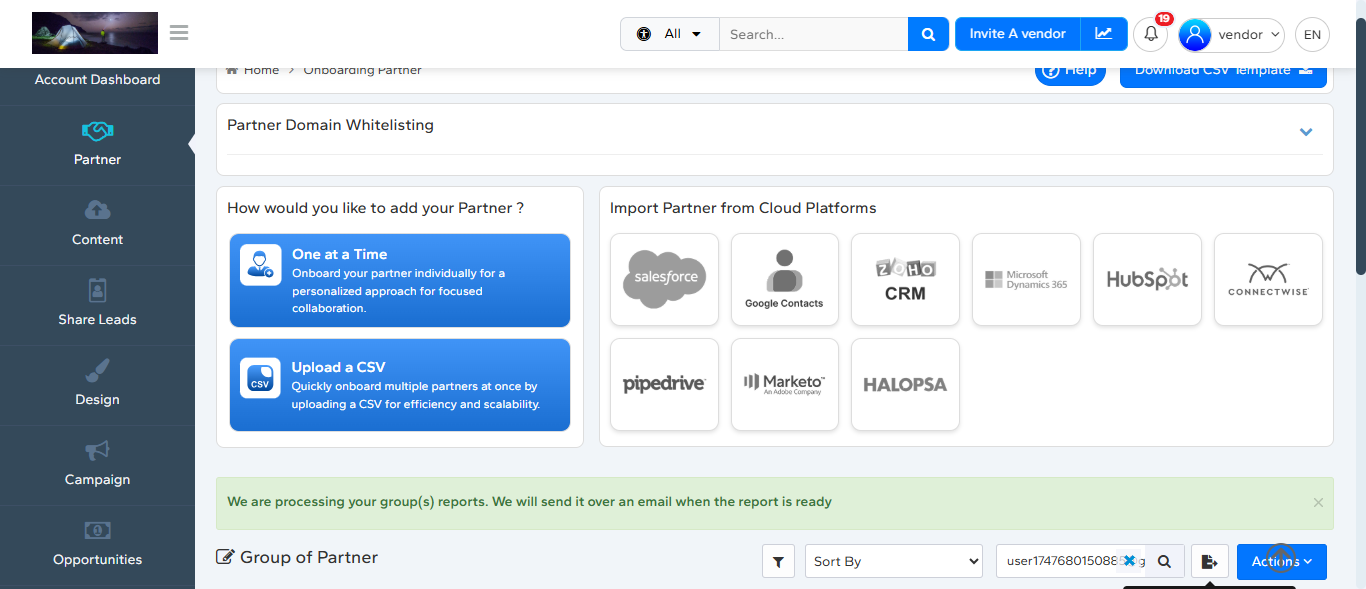 All
Search...
Invite A vendor
19
vendor
EN
Account Dashboard
Home
Onboarding Partner
Help
Download CSV Template
Partner
Content
Share Leads
Design
Campaign
Opportunities
Partner Domain Whitelisting
How would you like to add your Partner ?
One at a Time
Onboard your partner individually for a
personalized approach for focused
collaboration.
CSV
Upload a CSV
Quickly onboard multiple partners at once by
uploading a CSV for efficiency and scalability.
Import Partner from Cloud Platforms
salesforce
Google Contacts
ZOHO
CRM
Microsoft
Dynamics 365
HubSpot
CONNECTWISE
pipedrive
Marketo™
An Adobe Company
HALOPSA
We are processing your group(s) reports. We will send it over an email when the report is ready
×
Group of Partner
Sort By
Actions